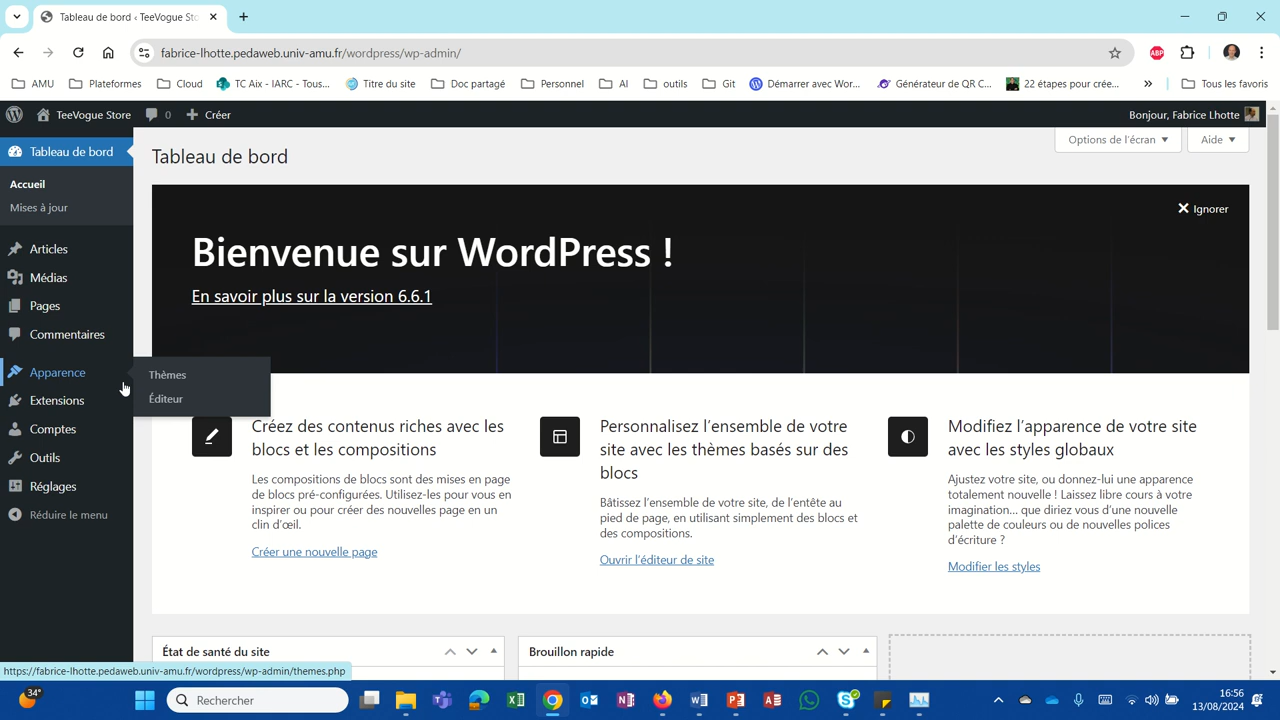 Tableau de bord ‹ TeeVogue Sto
fabrice-lhotte.pedaweb.univ-amu.fr/wordpress/wp-admin/
ABP
AMU Plateformes Cloud TC Aix - IARC - Tous... Titre du site Doc partagé Personnel AI outils Git Démarrer avec Wor... Générateur de QR C... 22 étapes pour crée... » Tous les favoris
TeeVogue Store 0 Créer Bonjour, Fabrice Lhotte
Tableau de bord
Accueil
Mises à jour
Articles
Médias
Pages
Commentaires
Apparence
Extensions
Comptes
Outils
Réglages
Réduire le menu
Thèmes
Éditeur
Options de l'écran Aide
Tableau de bord
Ignorer
Bienvenue sur WordPress !
En savoir plus sur la version 6.6.1
Créez des contenus riches avec les
blocs et les compositions
Les compositions de blocs sont des mises en page
de blocs pré-configurées. Utilisez-les pour vous en
inspirer ou pour créer des nouvelles page en un
clin d'œil.
Créer une nouvelle page
Personnalisez l'ensemble de votre
site avec les thèmes basés sur des
blocs
Bâtissez l'ensemble de votre site, de l'entête au
pied de page, en utilisant simplement des blocs et
des compositions.
Ouvrir l'éditeur de site
Modifiez l'apparence de votre site
avec les styles globaux
Ajustez votre site, ou donnez-lui une apparence
totalement nouvelle ! Laissez libre cours à votre
imagination... que diriez vous d'une nouvelle
palette de couleurs ou de nouvelles polices
d'écriture ?
Modifier les styles
État de santé du site
Brouillon rapide
https://fabrice-lhotte.pedaweb.univ-amu.fr/wordpress/wp-admin/themes.php
34°
Rechercher
16:56
13/08/2024